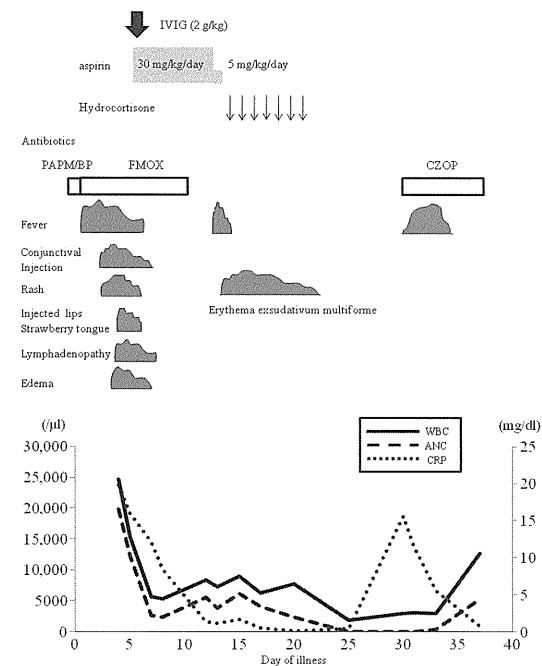 IVIG (2 g/kg)
aspirin 30 mg/kg/day 5 mg/kg/day
Hydrocortisone
Antibiotics
PAPM/BP FMOX CZOP
Fever
Conjunctival
Injection
Rash
Erythema exsudativum multiforme
Injected lips
Strawberry tongue
Lymphadenopathy
Edema
(/μl) (mg/dl)
WBC
ANC
CRP
30,000 25
25,000 20
20,000
15,000 15
10,000 10
5000 5
0 0
0 5 10 15 20 25 30 35 40
Day of illness